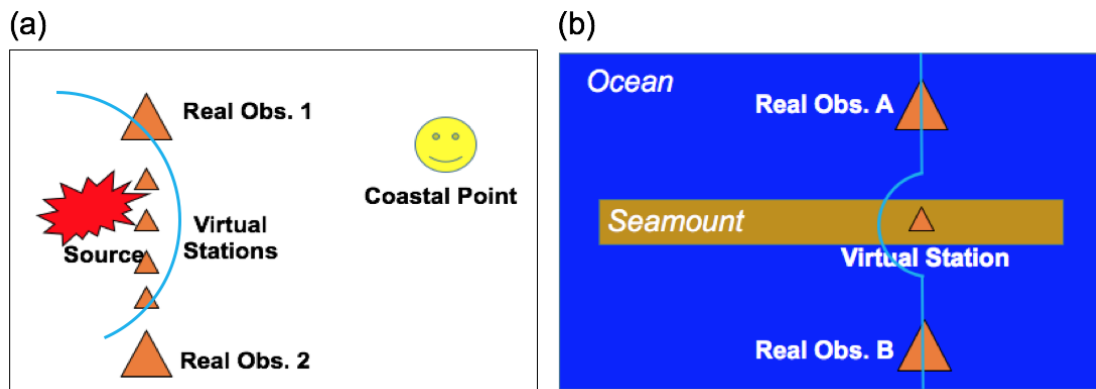 (a)
Real Obs. 1
Coastal Point
Virtual
Stations
Source
Real Obs. 2
(b)
Ocean
Real Obs. A
Seamount
Virtual Station
Real Obs. B